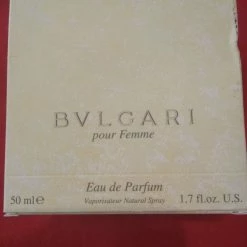 BVLGARI
pour Femme
Eau de Parfum
50 ml℮ Vaporisateur Natural Spray 1.7 fl.oz. U.S.